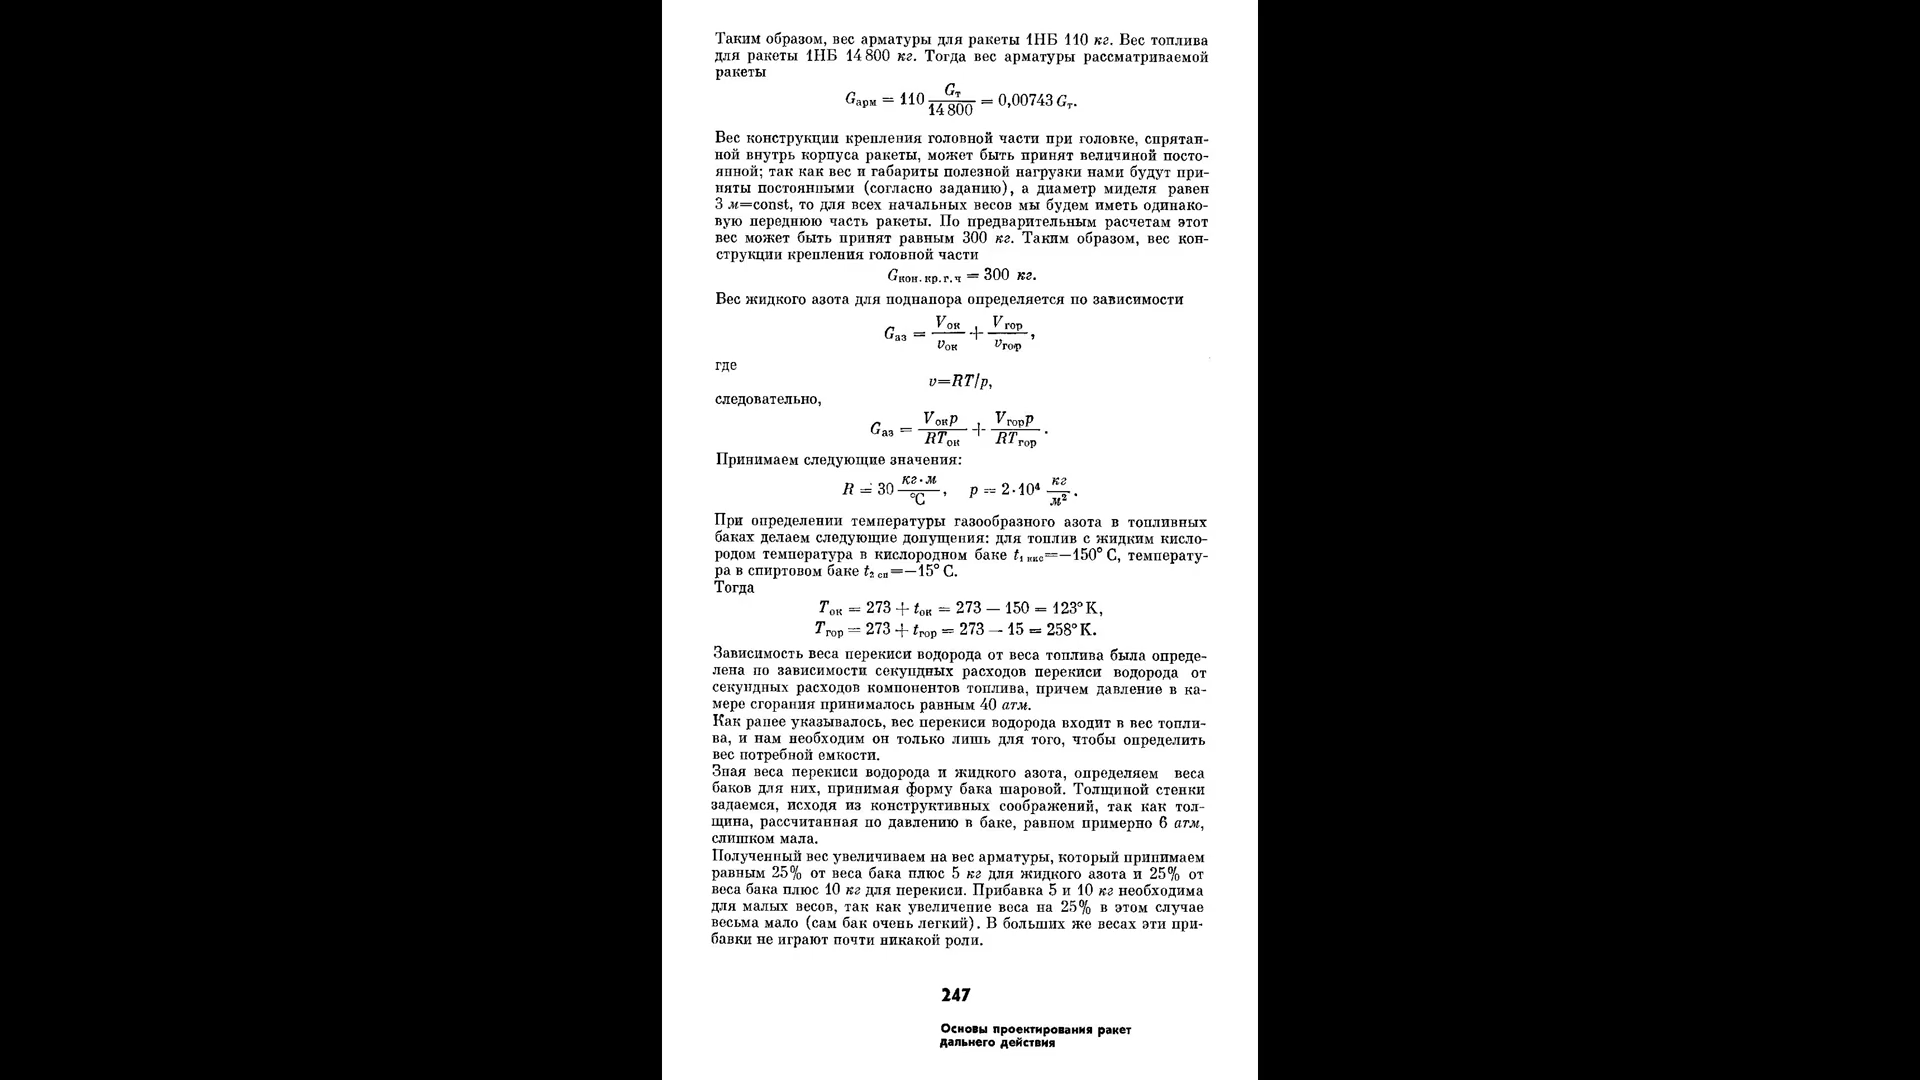 Таким образом, вес арматуры для ракеты 1НБ 110 кг. Вес топлива
для ракеты 1НБ 14 800 кг. Тогда вес арматуры рассматриваемой
ракеты
Gарм = 110 Gт/14 800 = 0,00743 Gт.
Вес конструкции крепления головной части при головке, спрятан-
ной внутрь корпуса ракеты, может быть принят величиной посто-
янной; так как вес и габариты полезной нагрузки нами будут при-
няты постоянными (согласно заданию), а диаметр миделя равен
3 м=const, то для всех начальных весов мы будем иметь одинако-
вую переднюю часть ракеты. По предварительным расчетам этот
вес может быть принят равным 300 кг. Таким образом, вес кон-
струкции крепления головной части
Gкон. кр. г. ч = 300 кг.
Вес жидкого азота для поднапора определяется по зависимости
Gаз = Vок/vок + Vгор/vгор,
где
v=RT/p,
следовательно,
Gаз = Vокp/RTок + Vгорp/RTгор.
Принимаем следующие значения:
R = 30 кг·м/°С, p = 2·10⁴ кг/м².
При определении температуры газообразного азота в топливных
баках делаем следующие допущения: для топлив с жидким кисло-
родом температура в кислородном баке t1 кис=—150° С, температу-
ра в спиртовом баке t2 сп=—15° С.
Тогда
Tок = 273 + tок = 273 — 150 = 123° К,
Tгор = 273 + tгор = 273 — 15 = 258° К.
Зависимость веса перекиси водорода от веса топлива была опреде-
лена по зависимости секундных расходов перекиси водорода от
секундных расходов компонентов топлива, причем давление в ка-
мере сгорания принималось равным 40 атм.
Как ранее указывалось, вес перекиси водорода входит в вес топли-
ва, и нам необходим он только лишь для того, чтобы определить
вес потребной емкости.
Зная веса перекиси водорода и жидкого азота, определяем веса
баков для них, принимая форму бака шаровой. Толщиной стенки
задаемся, исходя из конструктивных соображений, так как тол-
щина, рассчитанная по давлению в баке, равном примерно 6 атм,
слишком мала.
Полученный вес увеличиваем на вес арматуры, который принимаем
равным 25% от веса бака плюс 5 кг для жидкого азота и 25% от
веса бака плюс 10 кг для перекиси. Прибавка 5 и 10 кг необходима
для малых весов, так как увеличение веса на 25% в этом случае
весьма мало (сам бак очень легкий). В больших же весах эти при-
бавки не играют почти никакой роли.
247
Основы проектирования ракет
дальнего действия